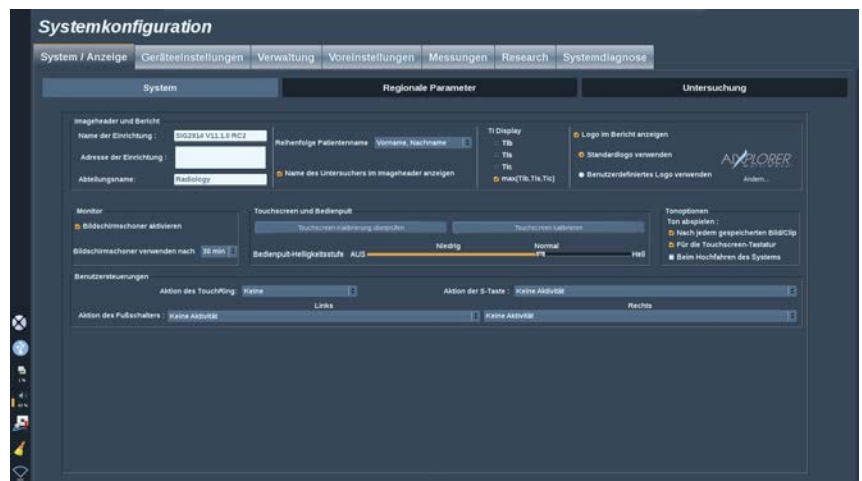 Systemkonfiguration
System / Anzeige Geräteeinstellungen Verwaltung Voreinstellungen Messungen Research Systemdiagnose
System Regionale Parameter Untersuchung
Imageheader und Bericht
Name der Einrichtung : SIG2914 V11.1.0 RC2
Adresse der Einrichtung :
Abteilungsname: Radiology
Reihenfolge Patientenname Vorname, Nachname
Name des Untersuchers im Imageheader anzeigen
TI Display
TIb
TIs
TIc
max(TIb,TIs,TIc)
Logo im Bericht anzeigen
Standardlogo verwenden
Benutzerdefiniertes Logo verwenden
AIXPLORER
Ändern...
Monitor
Bildschirmschoner aktivieren
Bildschirmschoner verwenden nach 30 min
Touchscreen und Bedienpult
Touchscreen-Kalibrierung überprüfen Touchscreen kalibrieren
Niedrig Normal
Bedienpult-Helligkeitsstufe AUS Hell
Tonoptionen
Ton abspielen :
Nach jedem gespeicherten Bild/Clip
Für die Touchscreen-Tastatur
Beim Hochfahren des Systems
Benutzersteuerungen
Aktion des TouchRing: Keine Aktion der S-Taste : Keine Aktivität
Links Rechts
Aktion des Fußschalters : Keine Aktivität Keine Aktivität